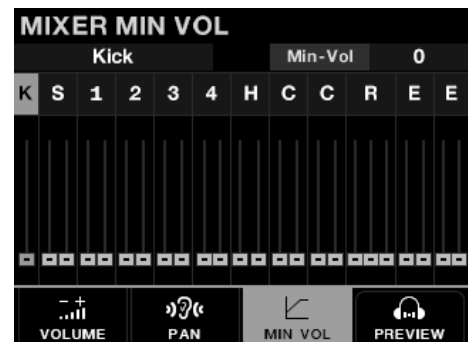 MIXER MIN VOL
Kick Min-Vol 0
K S 1 2 3 4 H C C R E E
VOLUME PAN MIN VOL PREVIEW